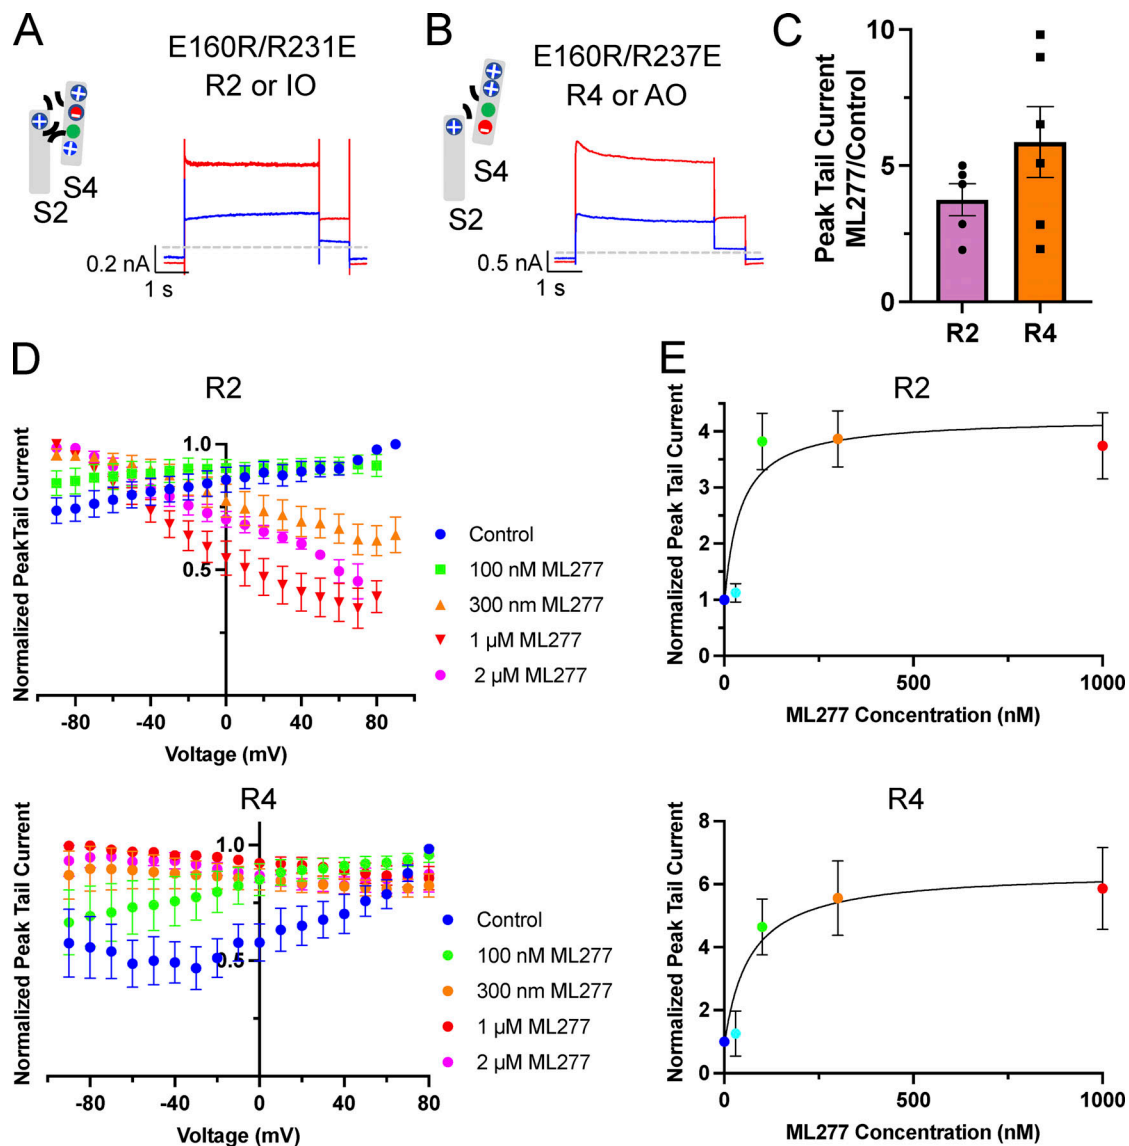 A
E160R/R231E
R2 or IO
S4
S2
0.2 nA
1 s
B
E160R/R237E
R4 or AO
S4
S2
0.5 nA
1 s
C
Peak Tail Current
ML277/Control
10
5
0
R2
R4
D
R2
Normalized PeakTail Current
1.0
0.5
-80
-40
0
40
80
Voltage (mV)
Control
100 nM ML277
300 nm ML277
1 µM ML277
2 µM ML277
R4
Normalized Peak Tail Current
1.0
0.5
-80
-40
0
40
80
Voltage (mV)
Control
100 nM ML277
300 nm ML277
1 µM ML277
2 µM ML277
E
R2
Normalized Peak Tail Current
4
3
2
1
0
0
500
1000
ML277 Concentration (nM)
R4
Normalized Peak Tail Current
8
6
4
2
0
0
500
1000
ML277 Concentration (nM)